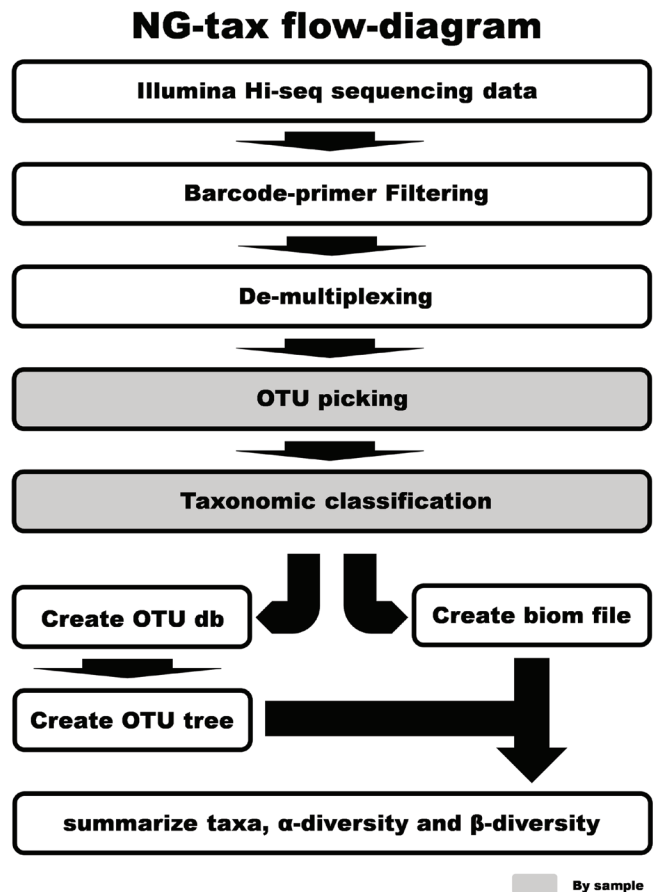 NG-tax flow-diagram
Illumina Hi-seq sequencing data
Barcode-primer Filtering
De-multiplexing
OTU picking
Taxonomic classification
Create OTU db
Create biom file
Create OTU tree
summarize taxa, α-diversity and β-diversity
By sample